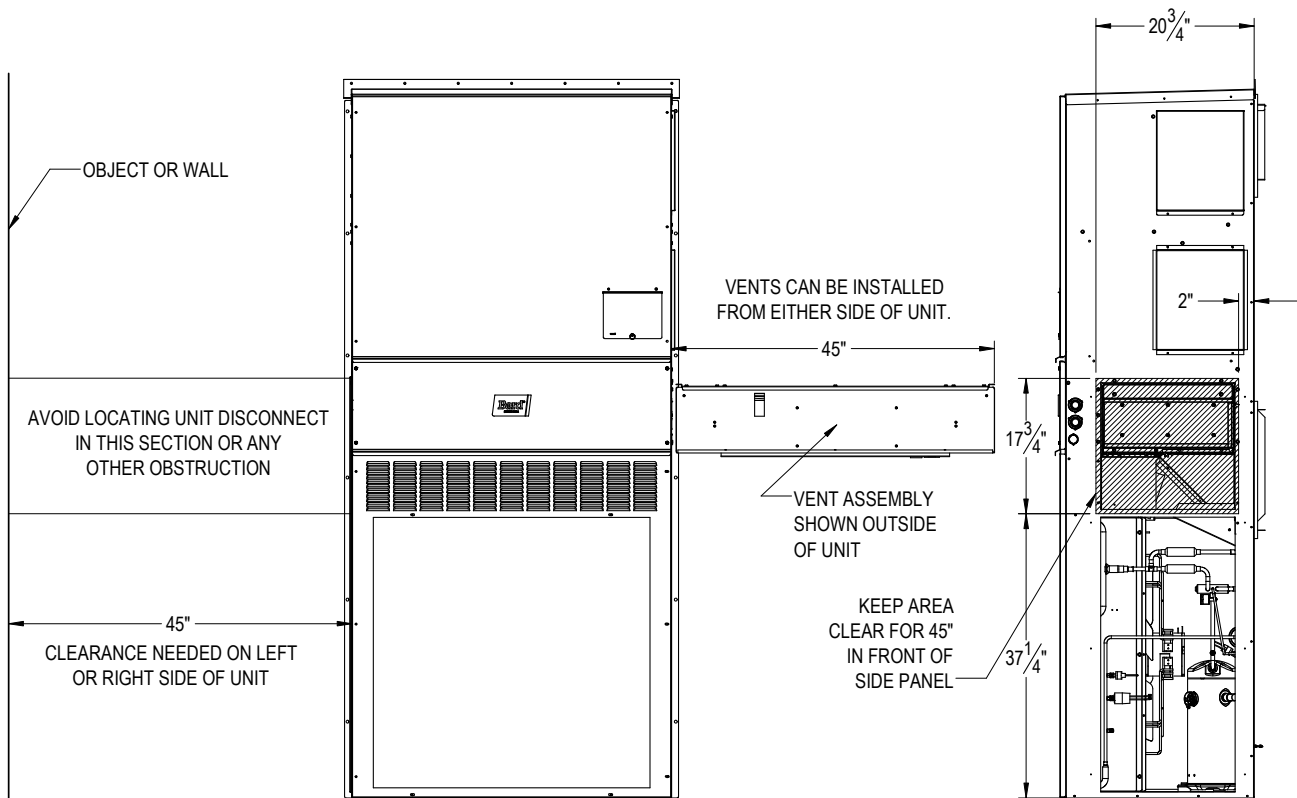 20 3/4"
OBJECT OR WALL
VENTS CAN BE INSTALLED
FROM EITHER SIDE OF UNIT.
2"
45"
Bard
AVOID LOCATING UNIT DISCONNECT
IN THIS SECTION OR ANY
OTHER OBSTRUCTION
17 3/4"
VENT ASSEMBLY
SHOWN OUTSIDE
OF UNIT
KEEP AREA
CLEAR FOR 45"
IN FRONT OF
SIDE PANEL
37 1/4"
45"
CLEARANCE NEEDED ON LEFT
OR RIGHT SIDE OF UNIT